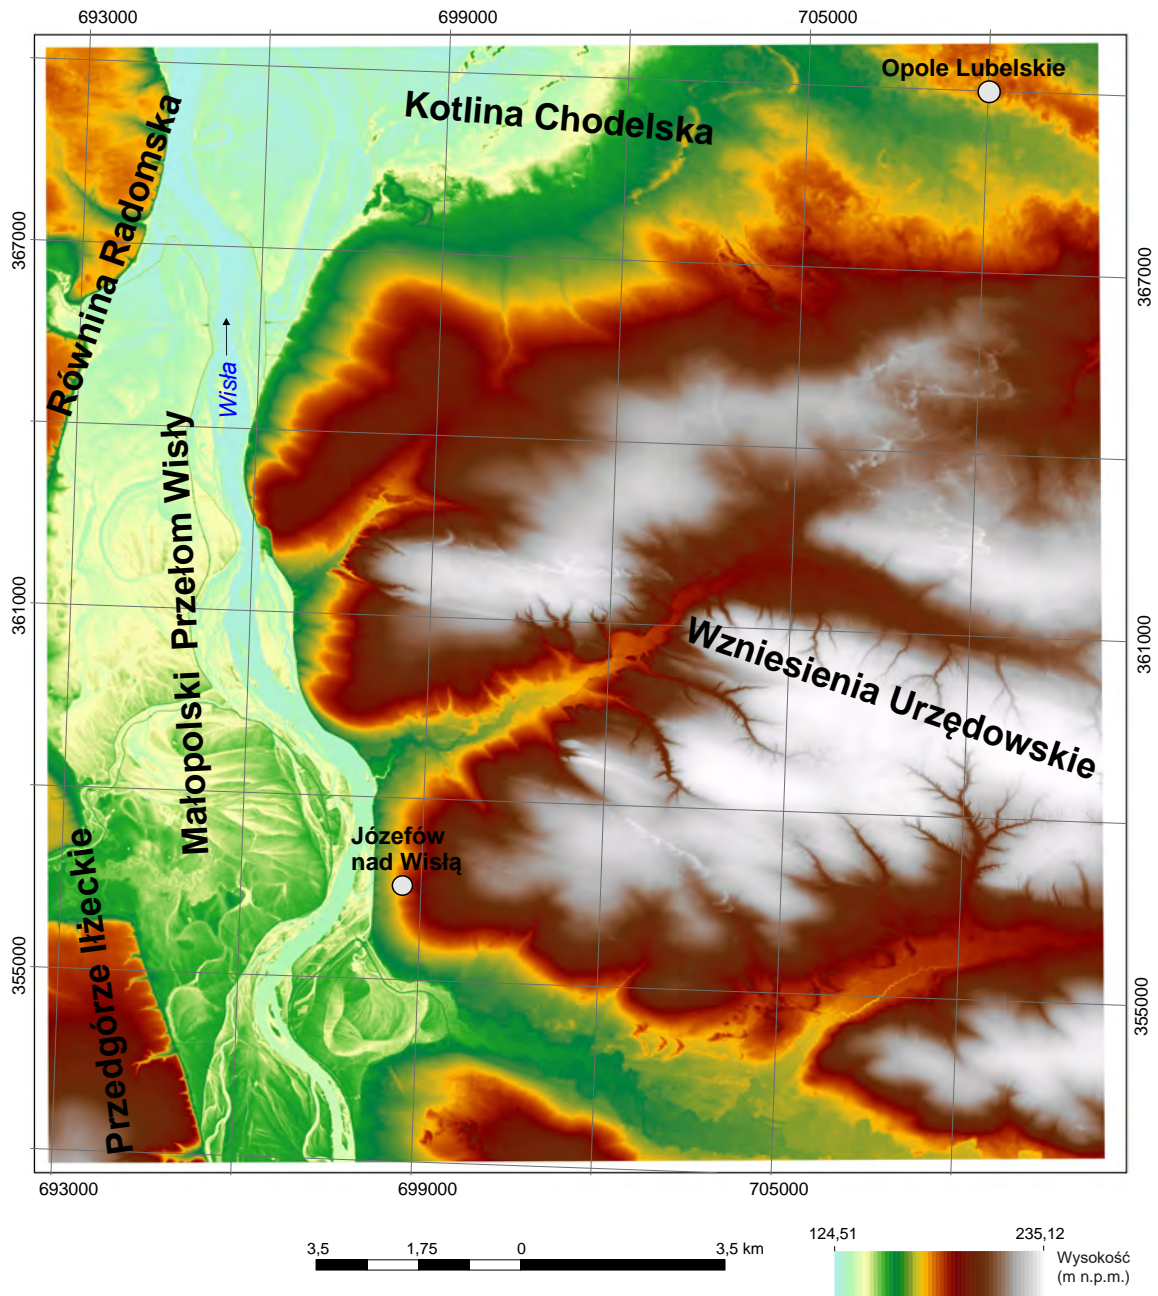 693000
699000
705000
Opole Lubelskie
Kotlina Chodelska
Równina Radomska
367000
367000
Wisła
Małopolski Przełom Wisły
361000
361000
Wzniesienia Urzędowskie
Józefów
nad Wisłą
Przedgórze Iłżeckie
355000
355000
693000
699000
705000
3,5
1,75
0
3,5 km
124,51
235,12
Wysokość
(m n.p.m.)